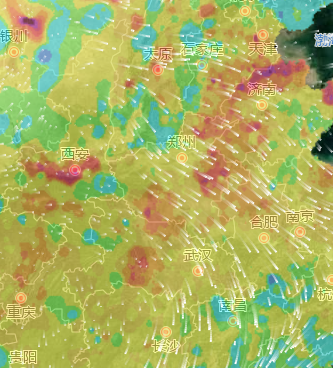 银川
太原
石家庄
天津
济南
郑州
西安
合肥
南京
武汉
重庆
南昌
杭
长沙
贵阳